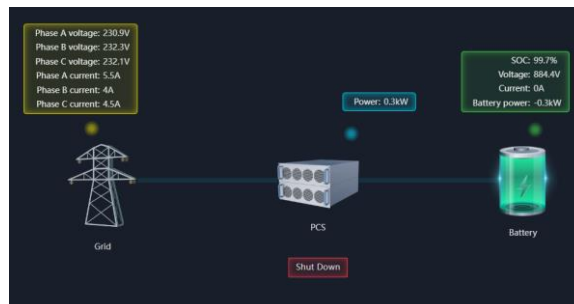 Phase A voltage: 230.9V
Phase B voltage: 232.3V
Phase C voltage: 232.1V
Phase A current: 5.5A
Phase B current: 4A
Phase C current: 4.5A
Power: 0.3kW
SOC: 99.7%
Voltage: 884.4V
Current: 0A
Battery power: -0.3kW
Grid
PCS
Battery
Shut Down